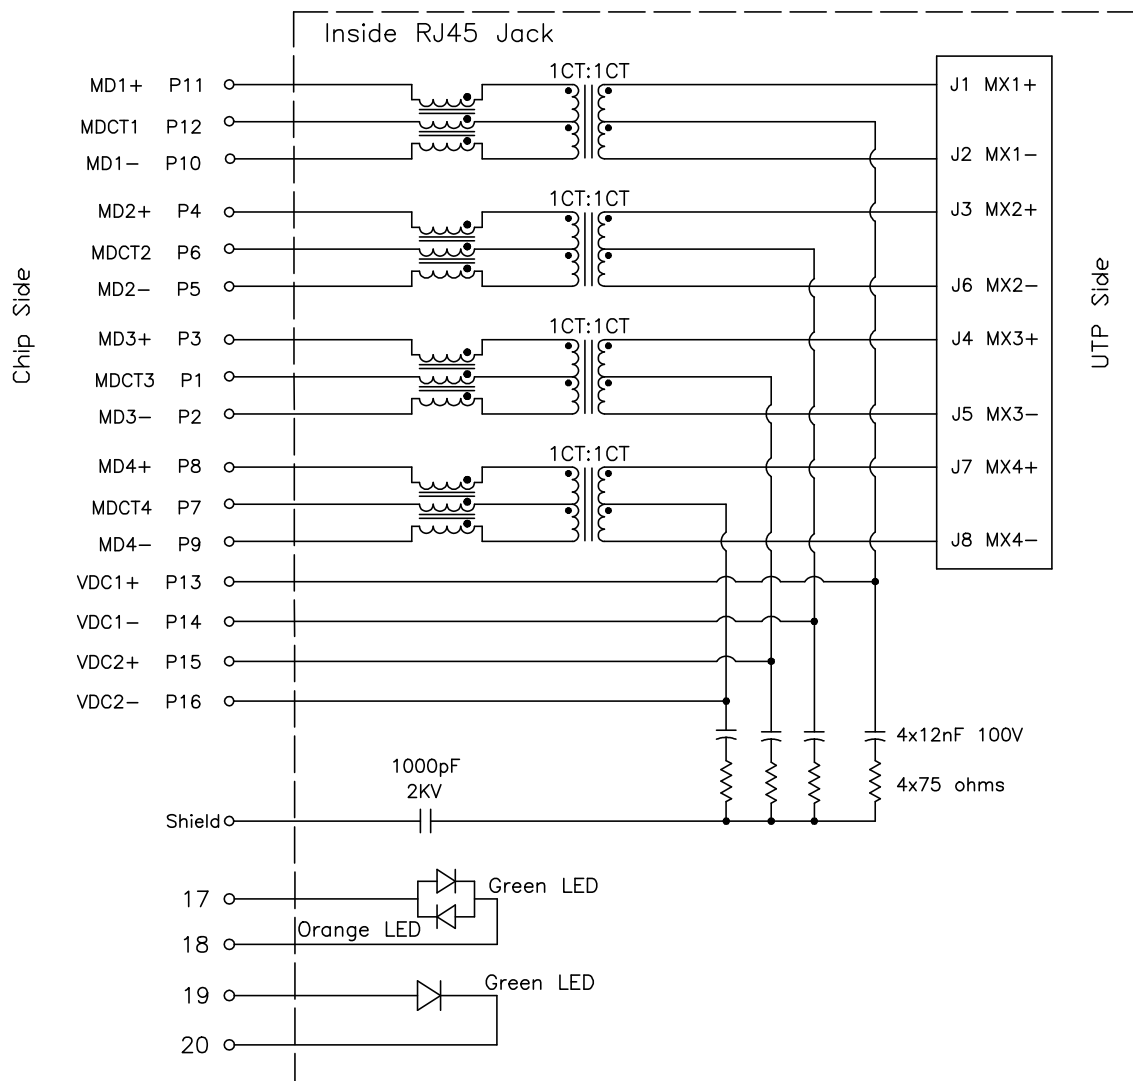 Inside RJ45 Jack
1CT:1CT
MD1+ P11
J1 MX1+
MDCT1 P12
MD1- P10
J2 MX1-
1CT:1CT
MD2+ P4
J3 MX2+
MDCT2 P6
MD2- P5
J6 MX2-
Chip Side
UTP Side
1CT:1CT
MD3+ P3
J4 MX3+
MDCT3 P1
MD3- P2
J5 MX3-
1CT:1CT
MD4+ P8
J7 MX4+
MDCT4 P7
MD4- P9
J8 MX4-
VDC1+ P13
VDC1- P14
VDC2+ P15
VDC2- P16
4x12nF 100V
1000pF
2KV
4x75 ohms
Shield
17
Green LED
Orange LED
18
19
Green LED
20